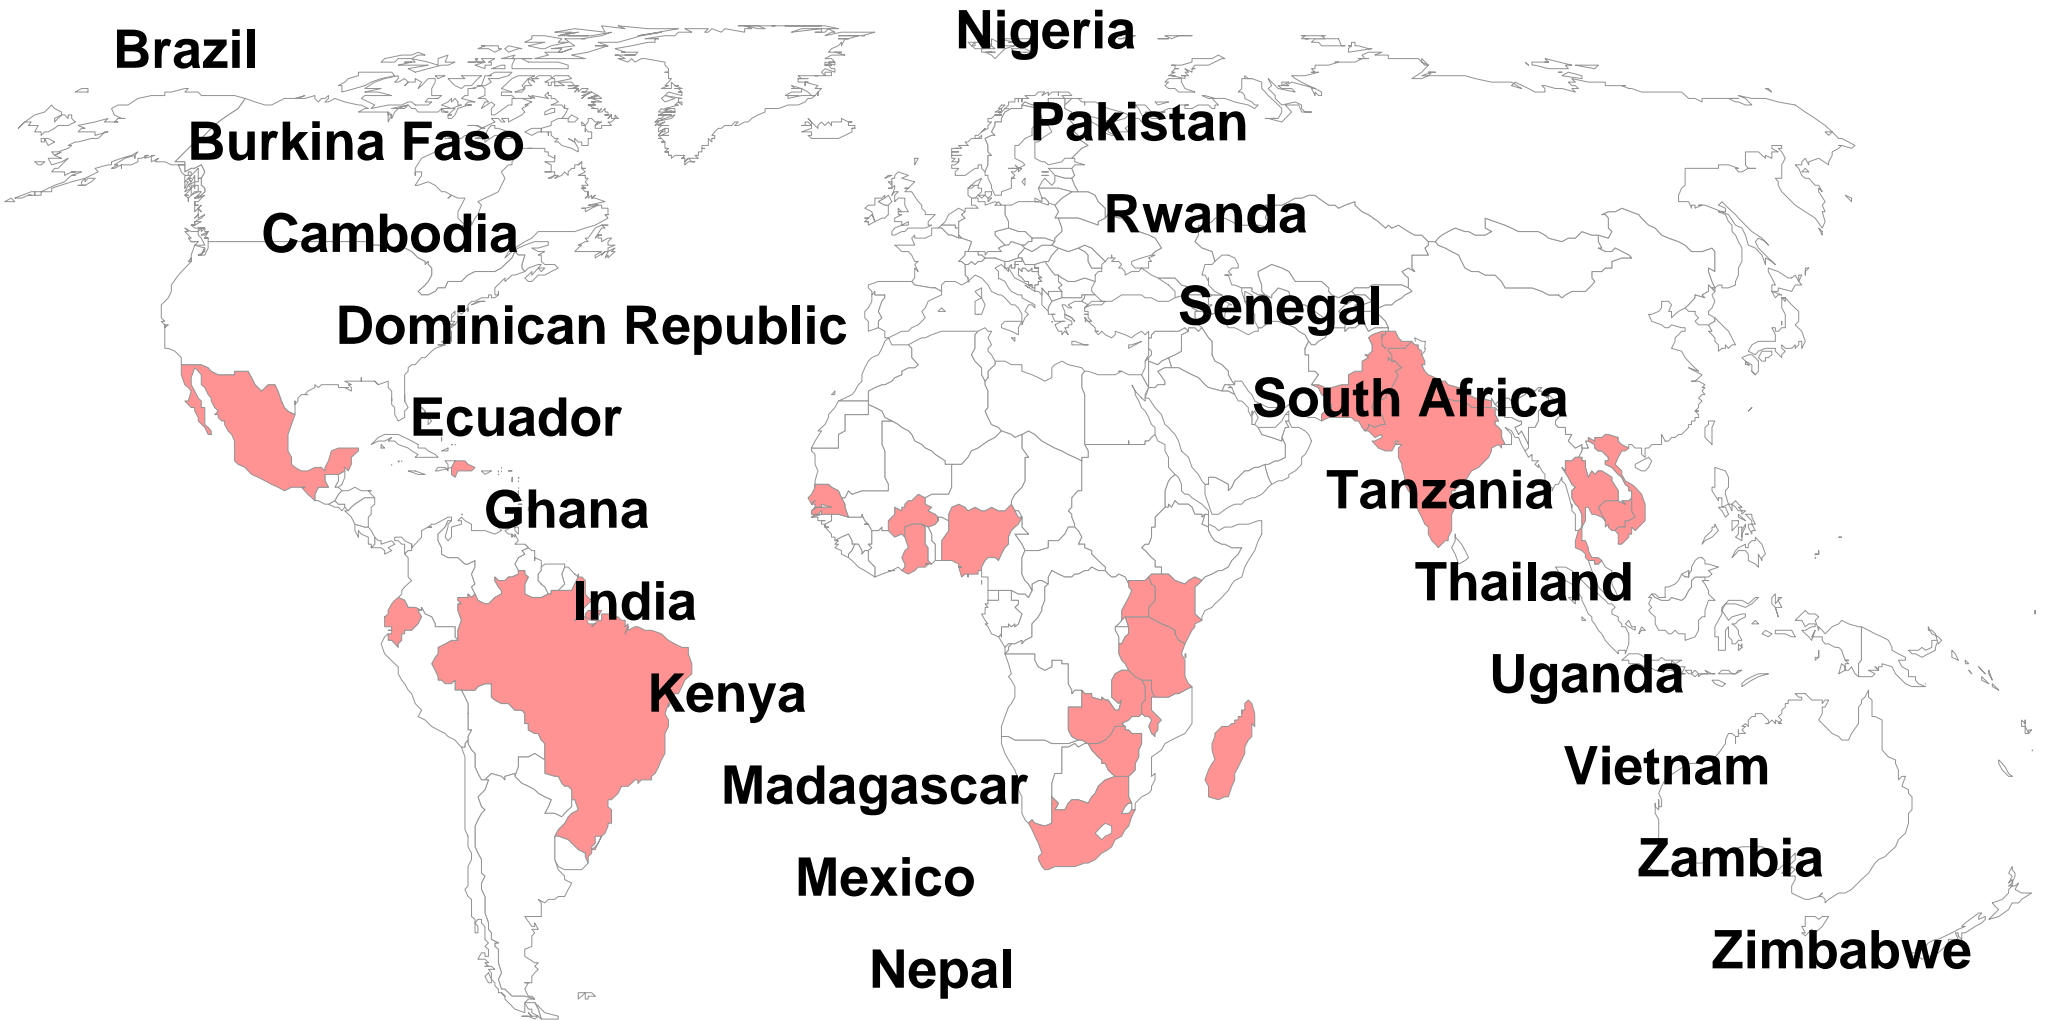 Brazil
Burkina Faso
Cambodia
Dominican Republic
Ecuador
Ghana
India
Kenya
Madagascar
Mexico
Nepal
Nigeria
Pakistan
Rwanda
Senegal
South Africa
Tanzania
Thailand
Uganda
Vietnam
Zambia
Zimbabwe